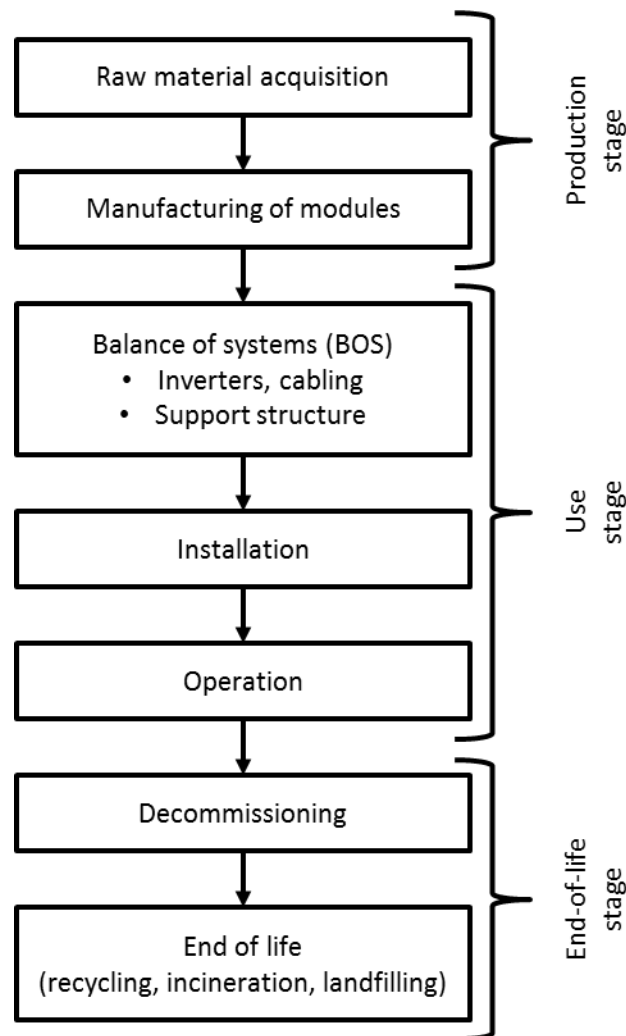 Raw material acquisition
Manufacturing of modules
Production
stage
Balance of systems (BOS)
• Inverters, cabling
• Support structure
Installation
Operation
Use
stage
Decommissioning
End of life
(recycling, incineration, landfilling)
End-of-life
stage